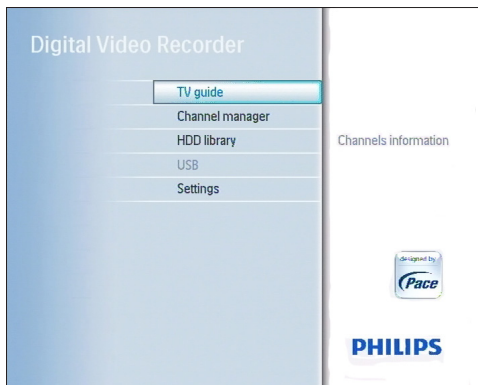 Digital Video Recorder
TV guide
Channel manager
HDD library
Channels information
USB
Settings
designed by
Pace
PHILIPS